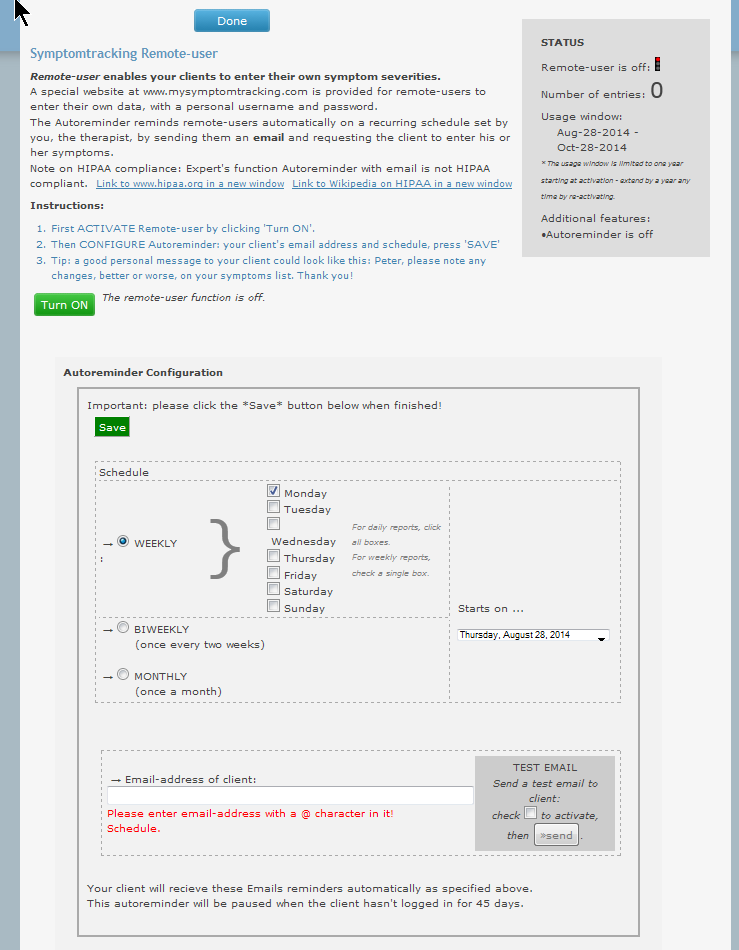 Done
Symptomtracking Remote-user
Remote-user enables your clients to enter their own symptom severities.
A special website at www.mysymptomtracking.com is provided for remote-users to
enter their own data, with a personal username and password.
The Autoreminder reminds remote-users automatically on a recurring schedule set by
you, the therapist, by sending them an email and requesting the client to enter his or
her symptoms.
Note on HIPAA compliance: Expert's function Autoreminder with email is not HIPAA
compliant. Link to www.hipaa.org in a new window Link to Wikipedia on HIPAA in a new window
Instructions:
1. First ACTIVATE Remote-user by clicking 'Turn ON'.
2. Then CONFIGURE Autoreminder: your client's email address and schedule, press 'SAVE'
3. Tip: a good personal message to your client could look like this: Peter, please note any
changes, better or worse, on your symptoms list. Thank you!
Turn ON The remote-user function is off.
STATUS
Remote-user is off:
Number of entries: 0
Usage window:
Aug-28-2014 -
Oct-28-2014
* The usage window is limited to one year
starting at activation - extend by a year any
time by re-activating.
Additional features:
•Autoreminder is off
Autoreminder Configuration
Important: please click the *Save* button below when finished!
Save
Schedule
→ WEEKLY
:
}
Monday
Tuesday
Wednesday
Thursday
Friday
Saturday
Sunday
For daily reports, click
all boxes.
For weekly reports,
check a single box.
→ BIWEEKLY
(once every two weeks)
→ MONTHLY
(once a month)
Starts on ...
Thursday, August 28, 2014
→ Email-address of client:
Please enter email-address with a @ character in it!
Schedule.
TEST EMAIL
Send a test email to
client:
check to activate,
then »send .
Your client will recieve these Emails reminders automatically as specified above.
This autoreminder will be paused when the client hasn't logged in for 45 days.